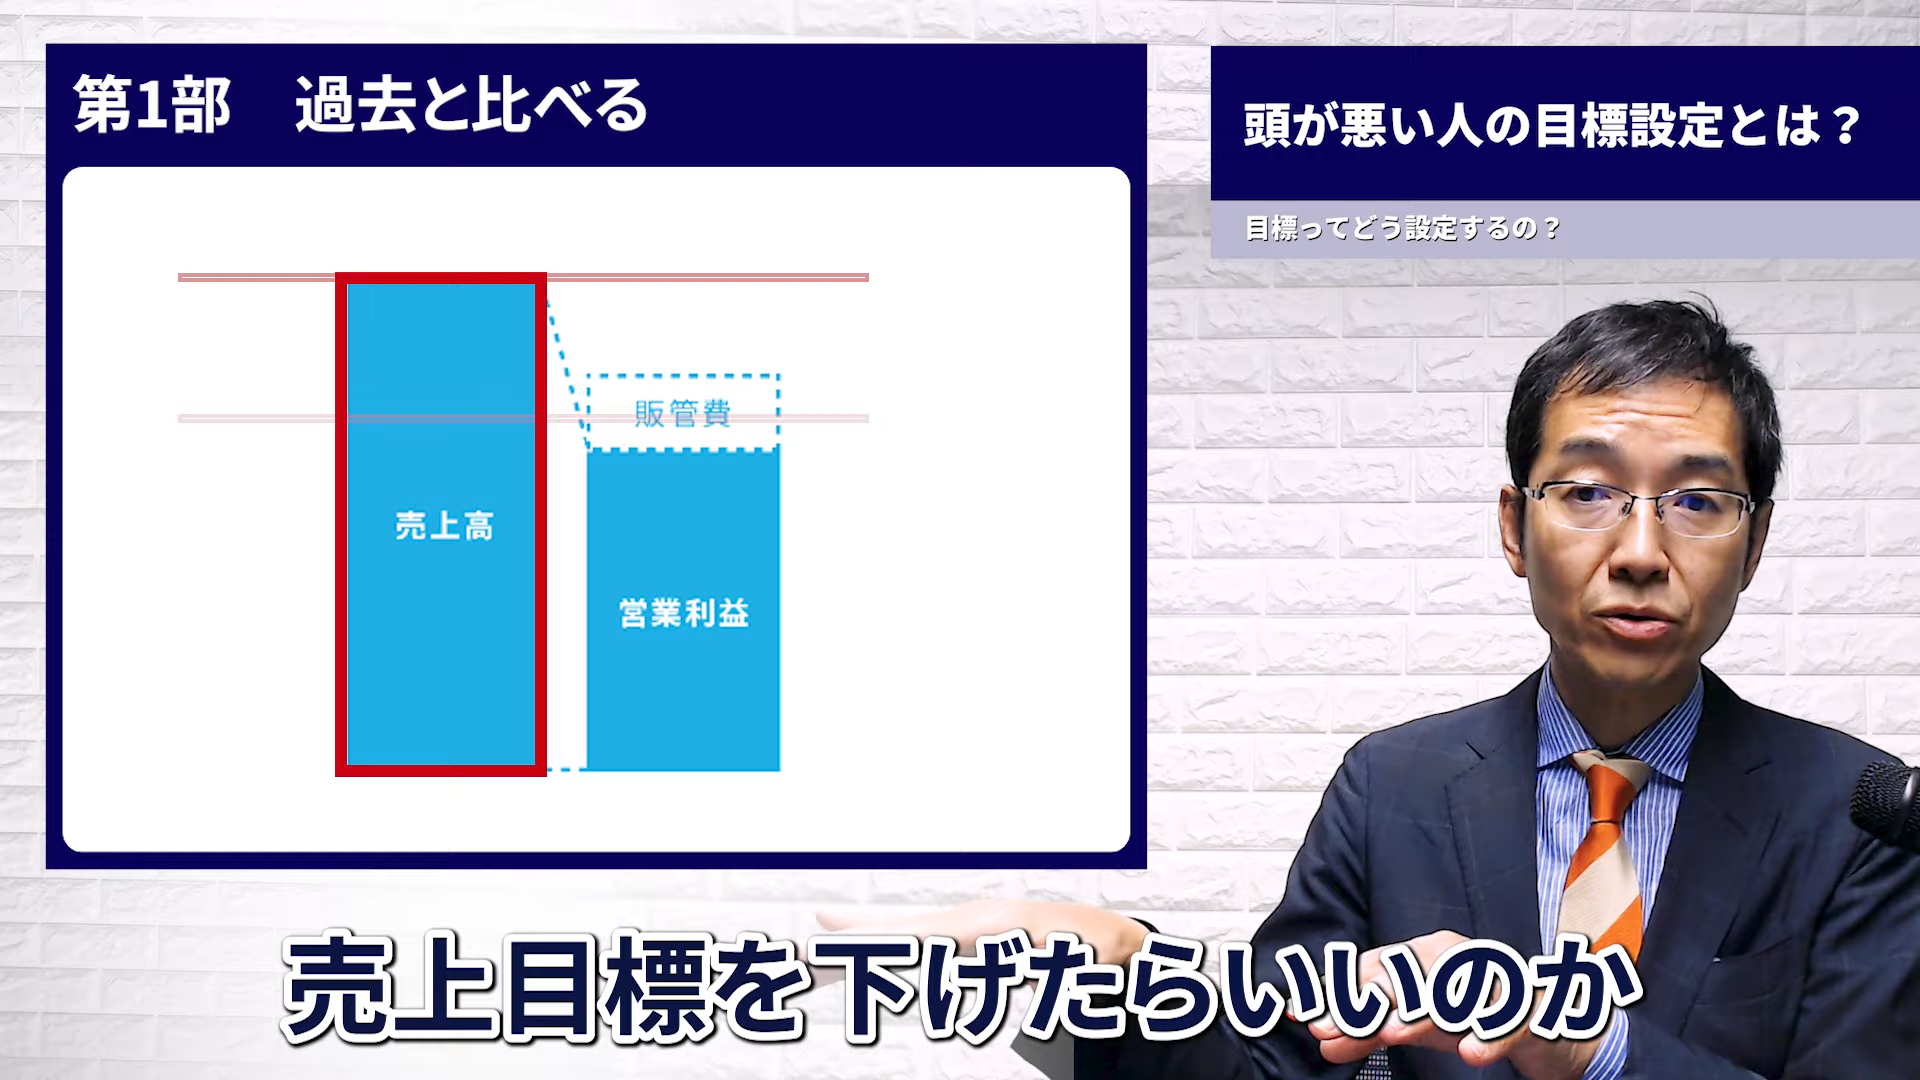 第1部　過去と比べる
頭が悪い人の目標設定とは？
目標ってどう設定するの？
販管費
売上高
営業利益
売上目標を下げたらいいのか